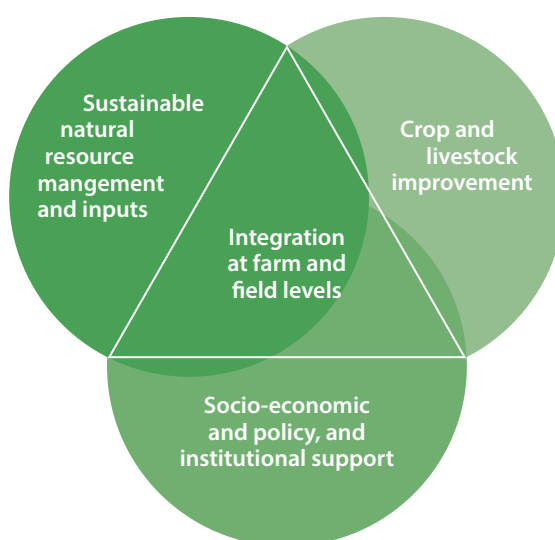 Sustainable
natural
resource
mangement
and inputs
Crop and
livestock
improvement
Integration
at farm and
field levels
Socio-economic
and policy, and
institutional support